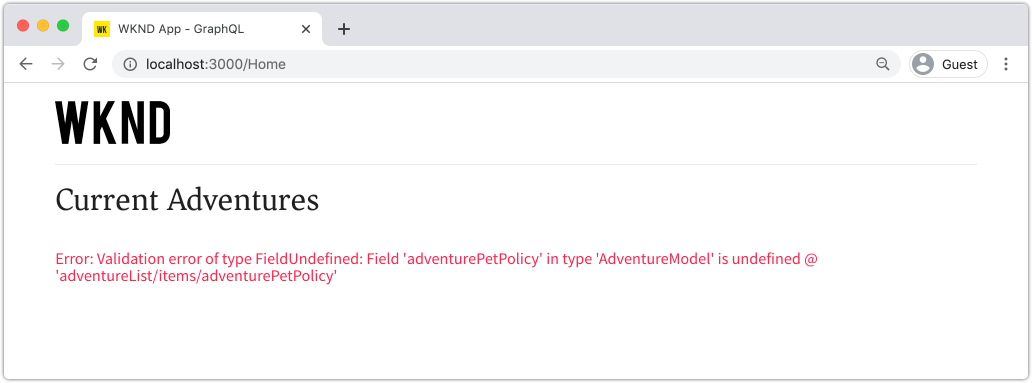 WK WKND App - GraphQL
localhost:3000/Home
Guest
WKND
Current Adventures
Error: Validation error of type FieldUndefined: Field 'adventurePetPolicy' in type 'AdventureModel' is undefined @
'adventureList/items/adventurePetPolicy'